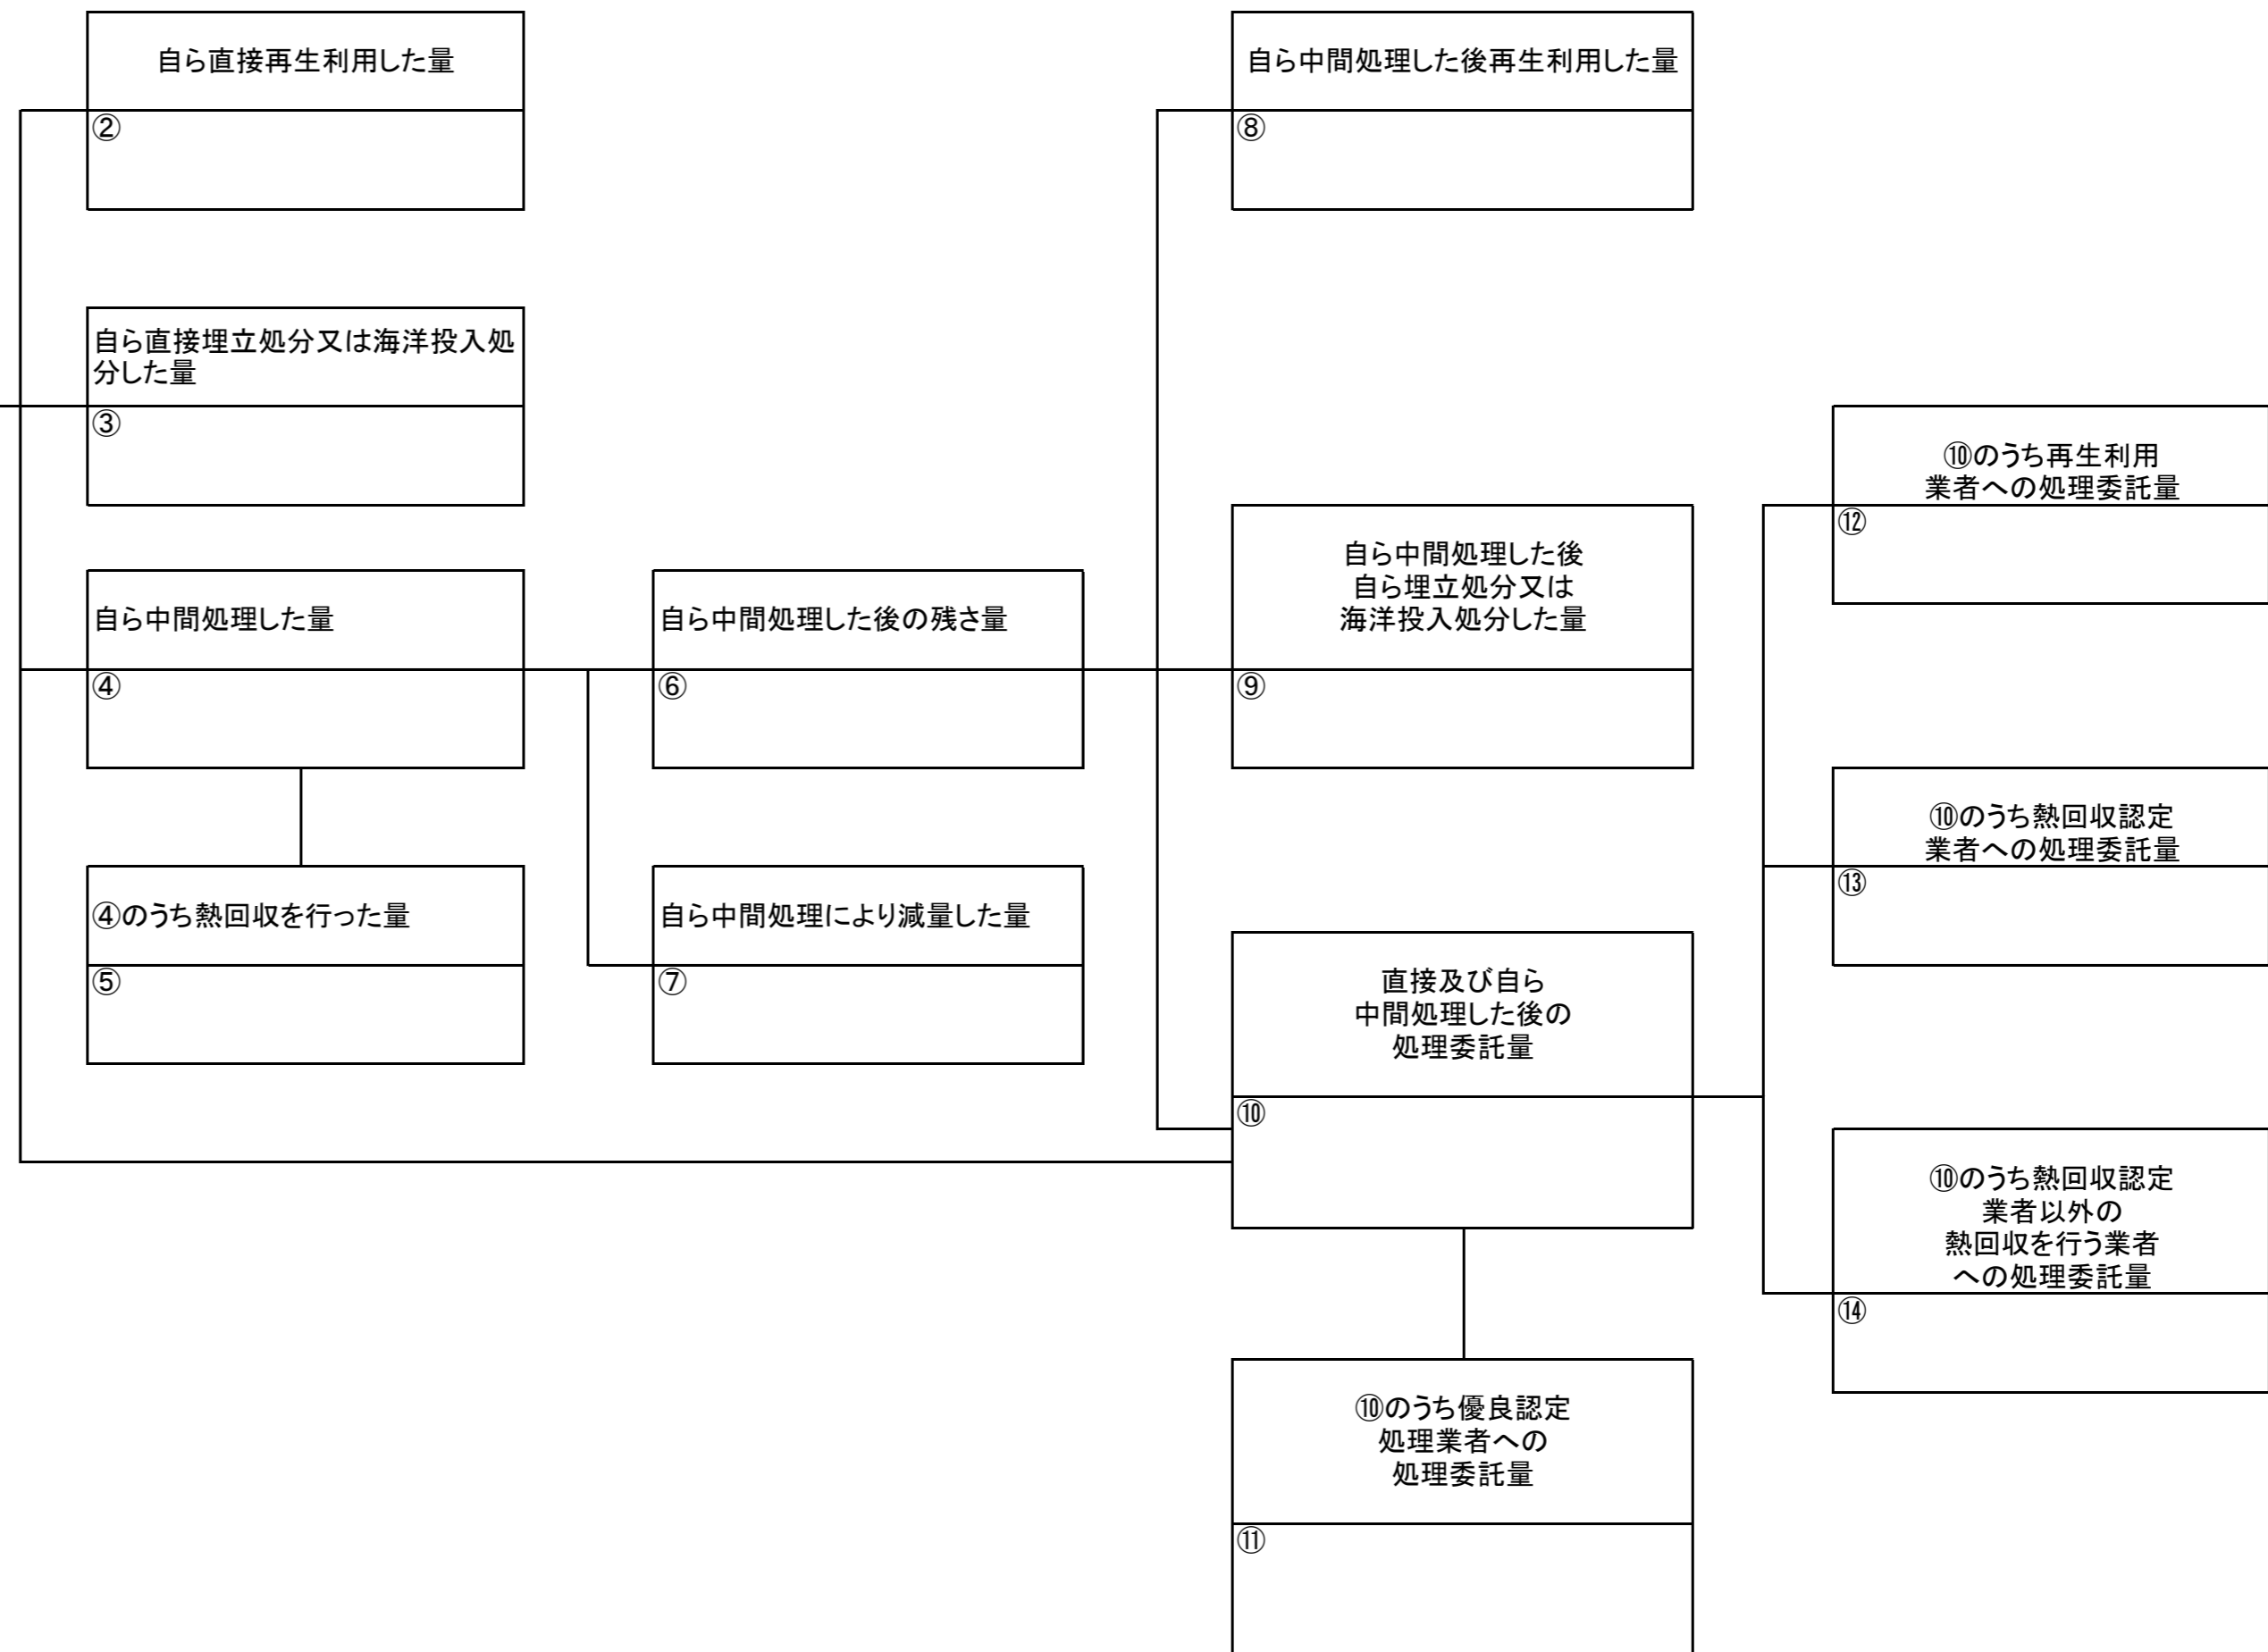 自ら直接再生利用した量
②
自ら直接埋立処分又は海洋投入処
分した量
③
自ら中間処理した量
④
④のうち熱回収を行った量
⑤
自ら中間処理した後の残さ量
⑥
自ら中間処理により減量した量
⑦
自ら中間処理した後再生利用した量
⑧
自ら中間処理した後
自ら埋立処分又は
海洋投入処分した量
⑨
直接及び自ら
中間処理した後の
処理委託量
⑩
⑩のうち優良認定
処理業者への
処理委託量
⑪
⑩のうち再生利用
業者への処理委託量
⑫
⑩のうち熱回収認定
業者への処理委託量
⑬
⑩のうち熱回収認定
業者以外の
熱回収を行う業者
への処理委託量
⑭